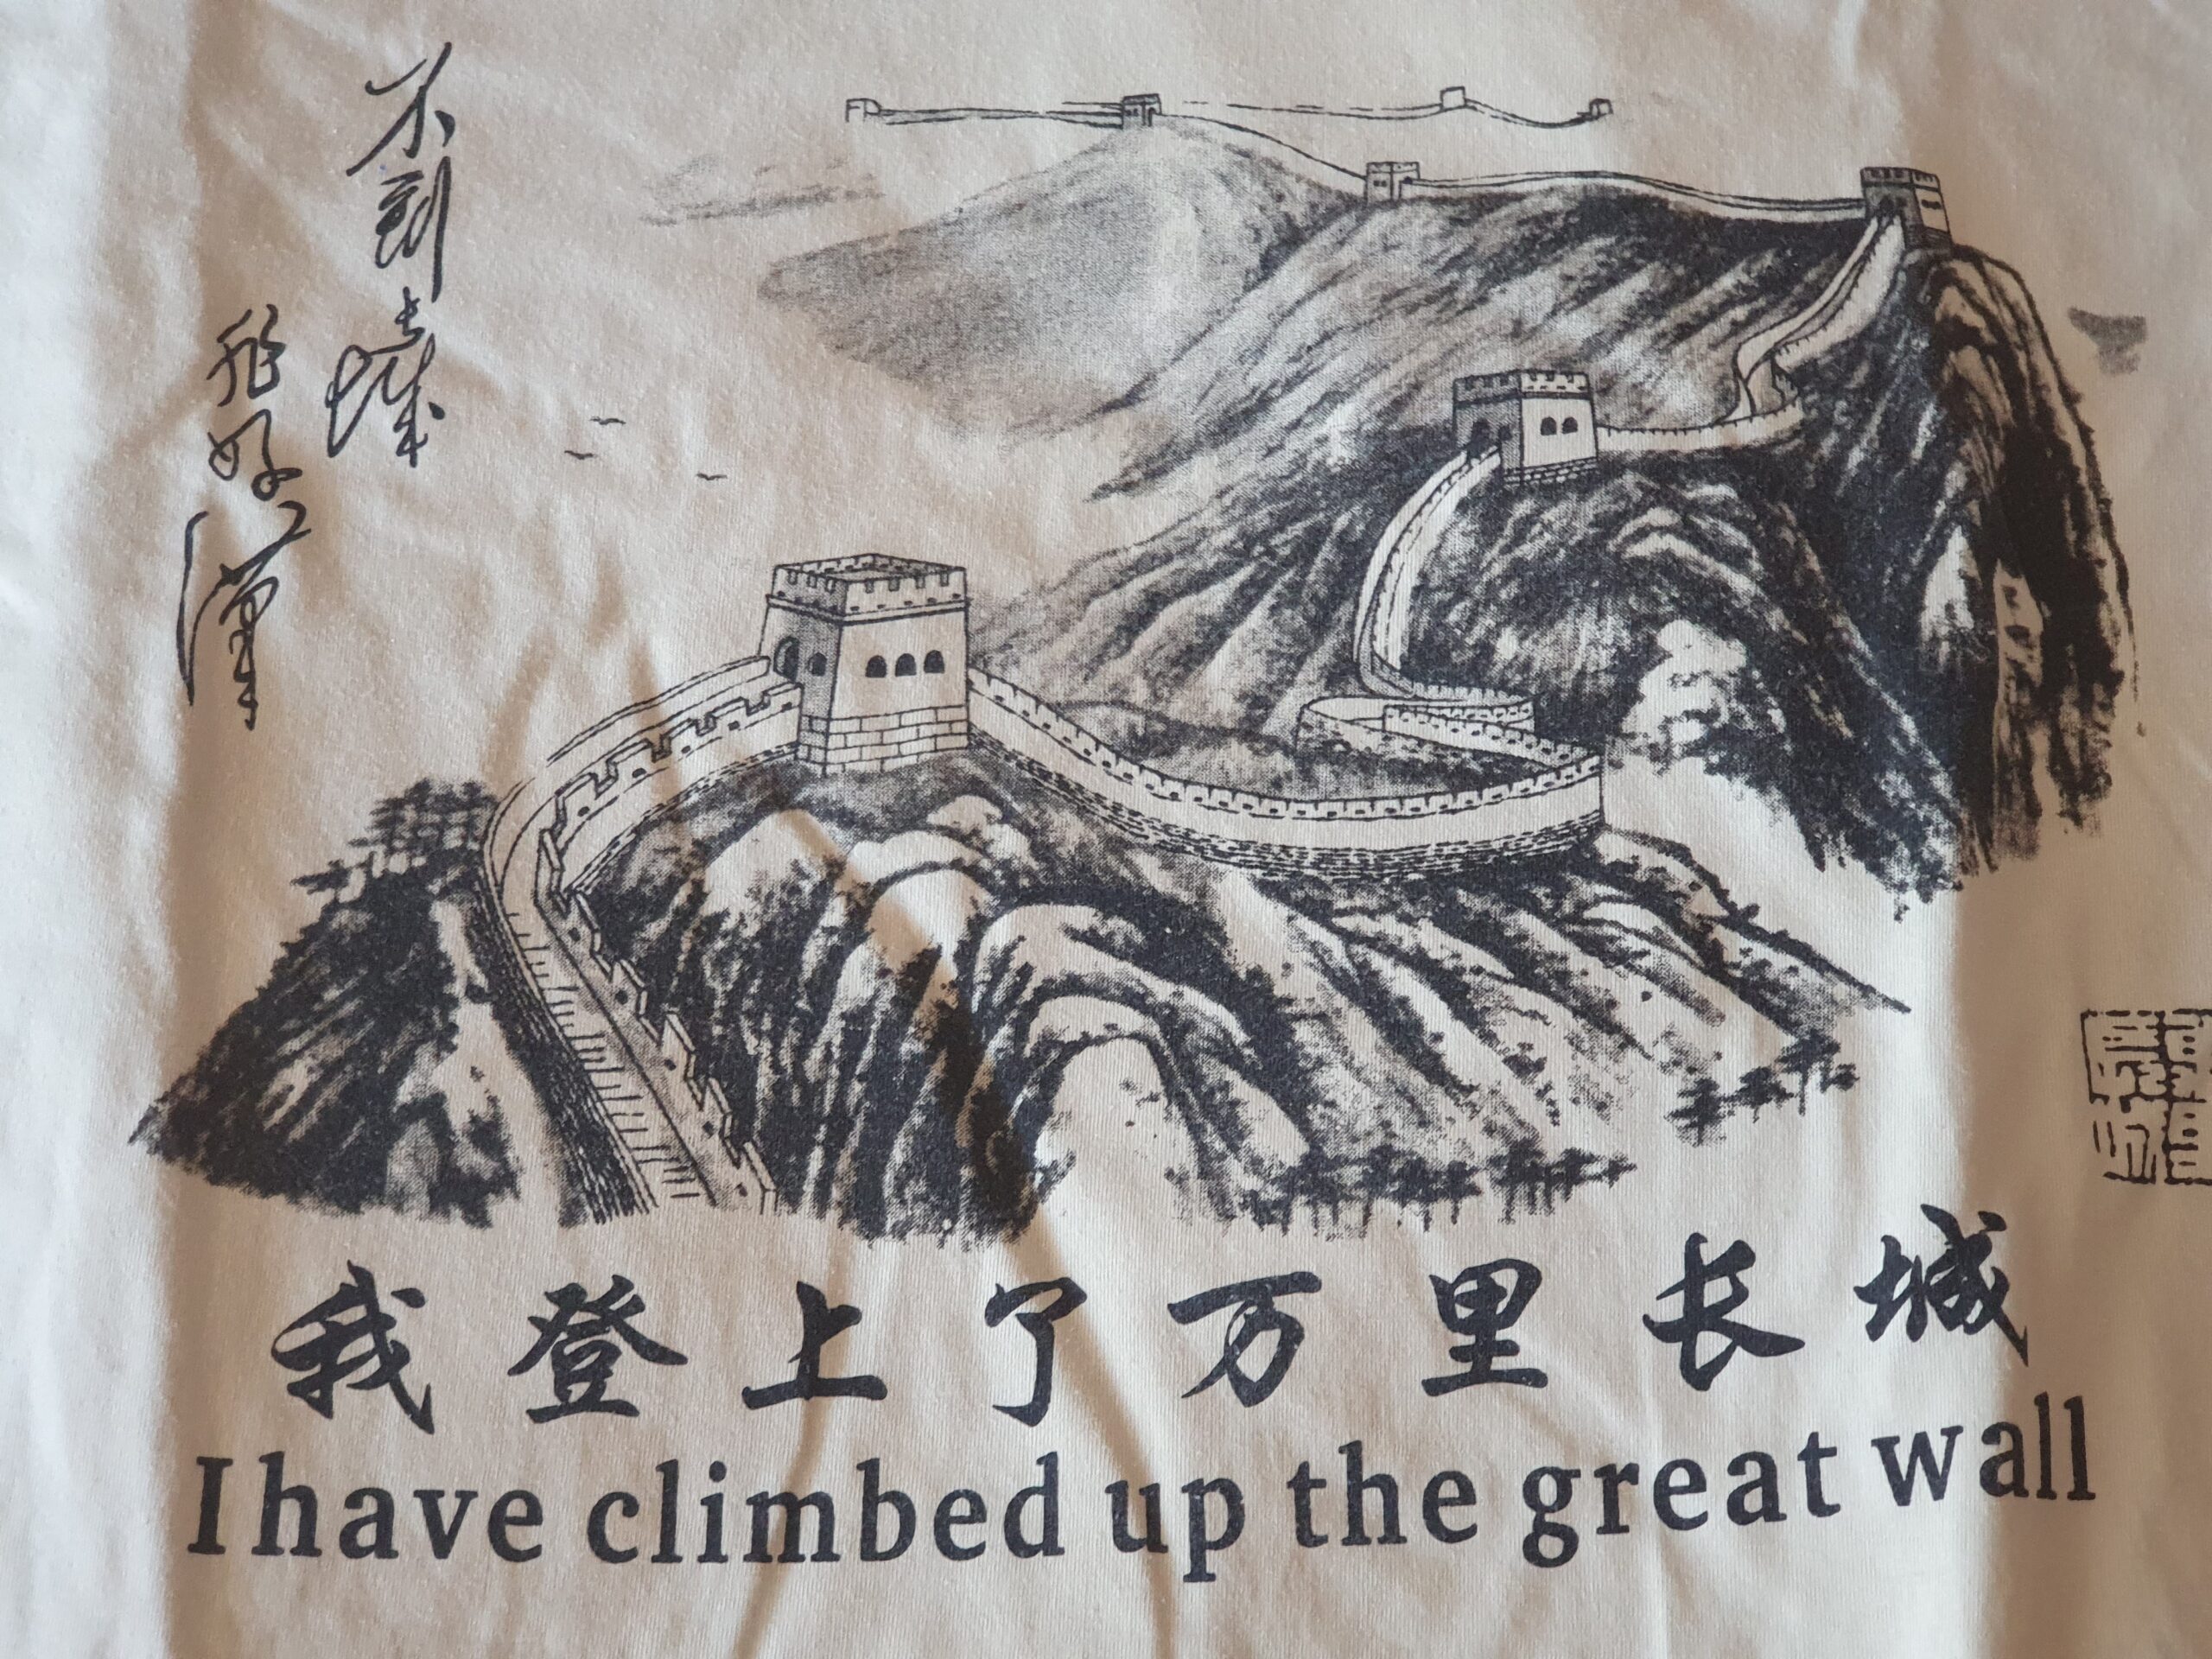 不到长城
非好汉
我登上了万里长城
I have climbed up the great wall